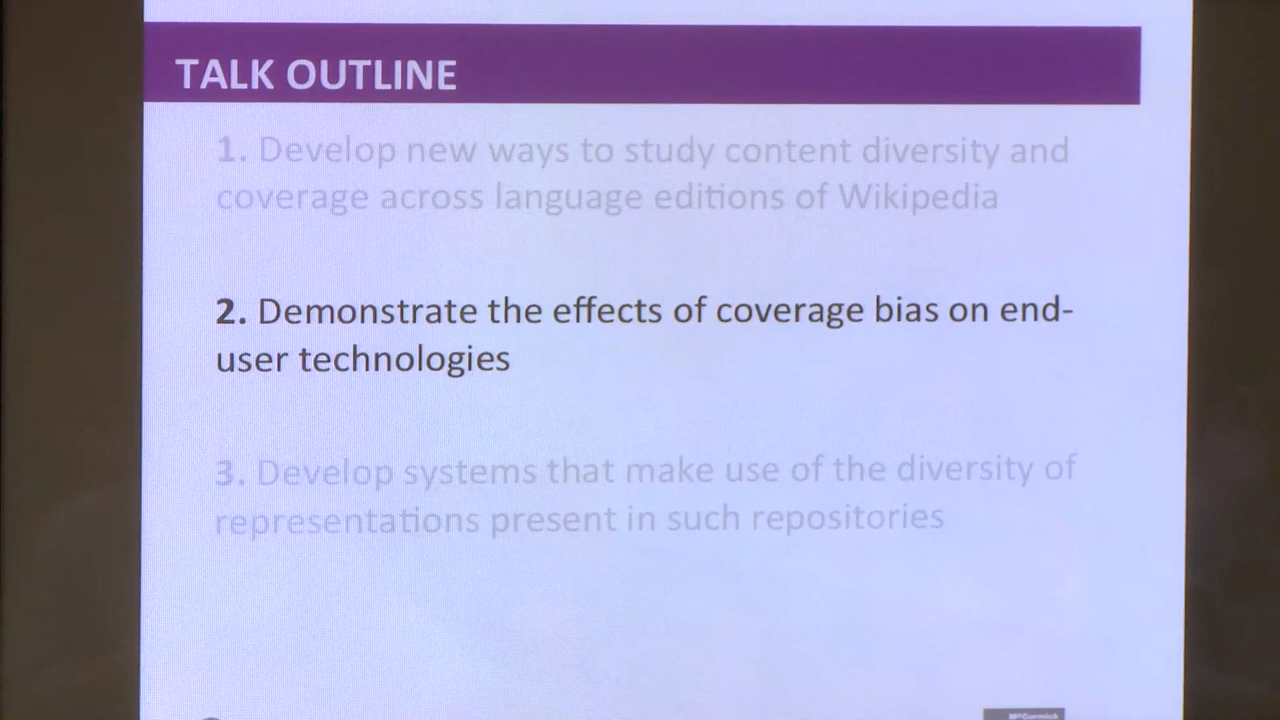 TALK OUTLINE
1. Develop new ways to study content diversity and
coverage across language editions of Wikipedia
2. Demonstrate the effects of coverage bias on end-
user technologies
3. Develop systems that make use of the diversity of
representations present in such repositories
McCormick